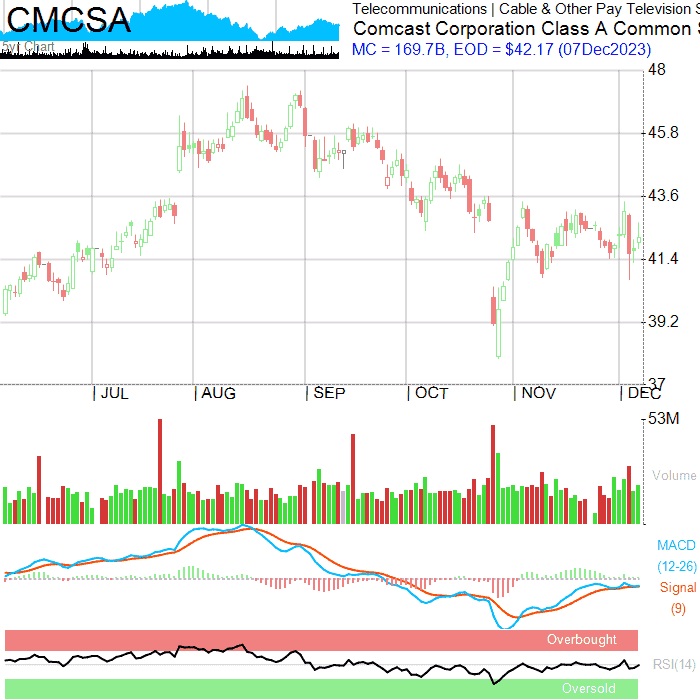 CMCSA
5yr Chart
Telecommunications | Cable & Other Pay Television S
Comcast Corporation Class A Common S
MC = 169.7B, EOD = $42.17 (07Dec2023)
48
45.8
43.6
41.4
39.2
37
| JUL | AUG | SEP | OCT | NOV | DEC
53M
Volume
MACD
(12-26)
Signal
(9)
Overbought
RSI(14)
Oversold